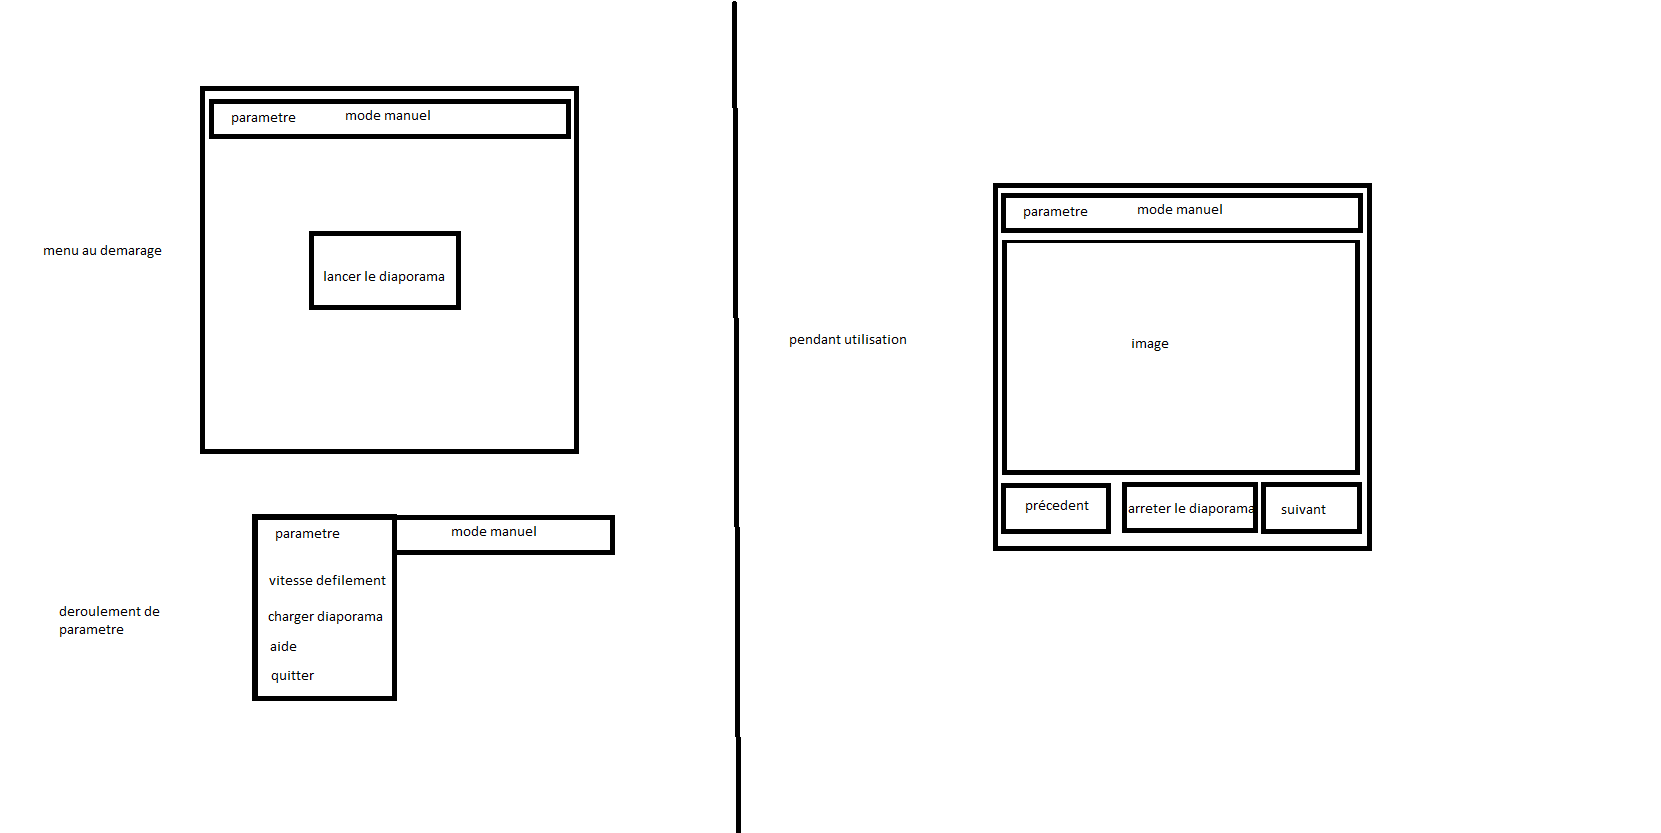 parametre
mode manuel
menu au demarage
lancer le diaporama
parametre
mode manuel
vitesse defilement
charger diaporama
aide
quitter
deroulement de
parametre
pendant utilisation
parametre
mode manuel
image
précedent
arreter le diaporama
suivant